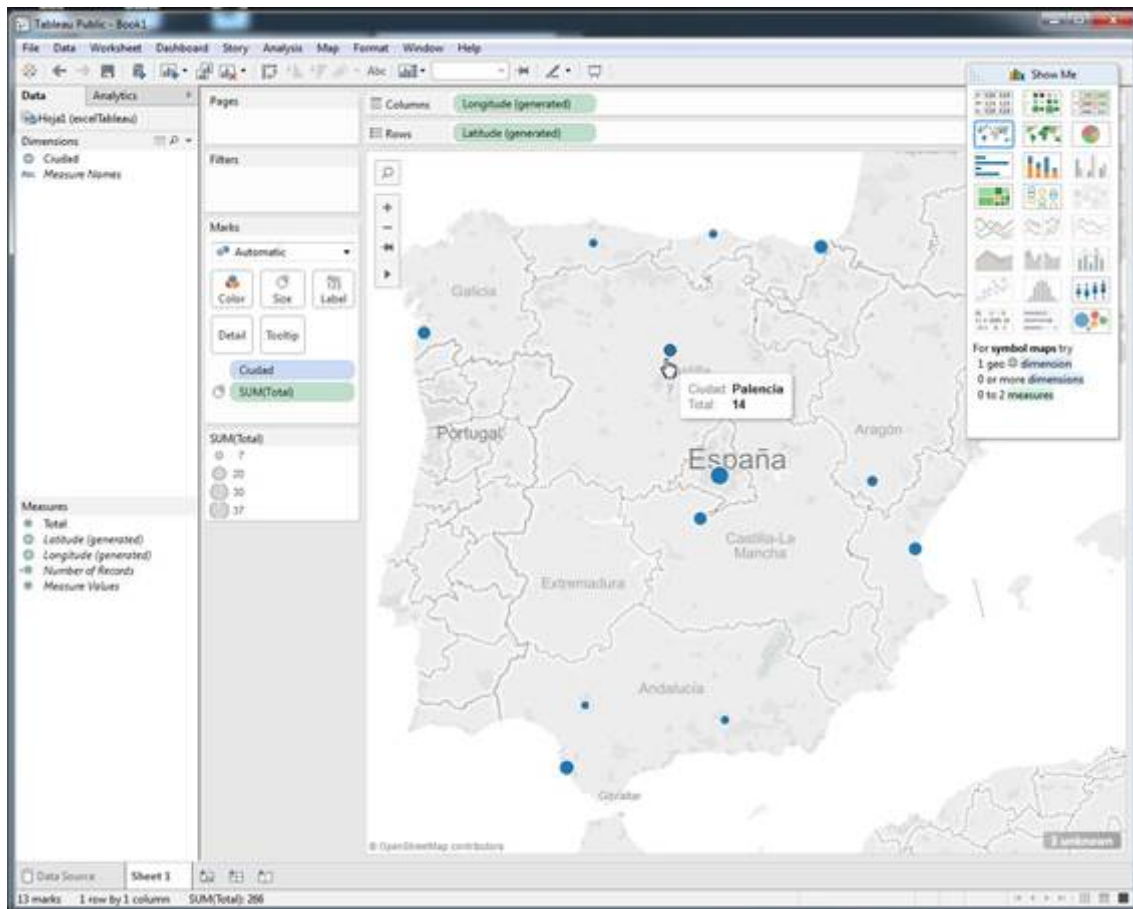 Tableau Public - Book1
File Data Worksheet Dashboard Story Analysis Map Format Window Help
Abc
Data Analytics
Hoja1 (excelTableau)
Dimensions
Ciudad
Abc Measure Names
Measures
Total
Latitude (generated)
Longitude (generated)
Number of Records
Measure Values
Pages
Filters
Marks
Automatic
Color Size Label
Detail Tooltip
Ciudad
SUM(Total)
SUM(Total)
7
20
30
37
Columns Longitude (generated)
Rows Latitude (generated)
Galicia
Ciudad: Palencia
Total: 14
Portugal
Aragón
España
Castilla-La
Mancha
Extremadura
Andalucía
Gibraltar
© OpenStreetMap contributors
3 unknown
Show Me
For symbol maps try
1 geo dimension
0 or more dimensions
0 to 2 measures
Data Source Sheet 1
13 marks 1 row by 1 column SUM(Total): 266